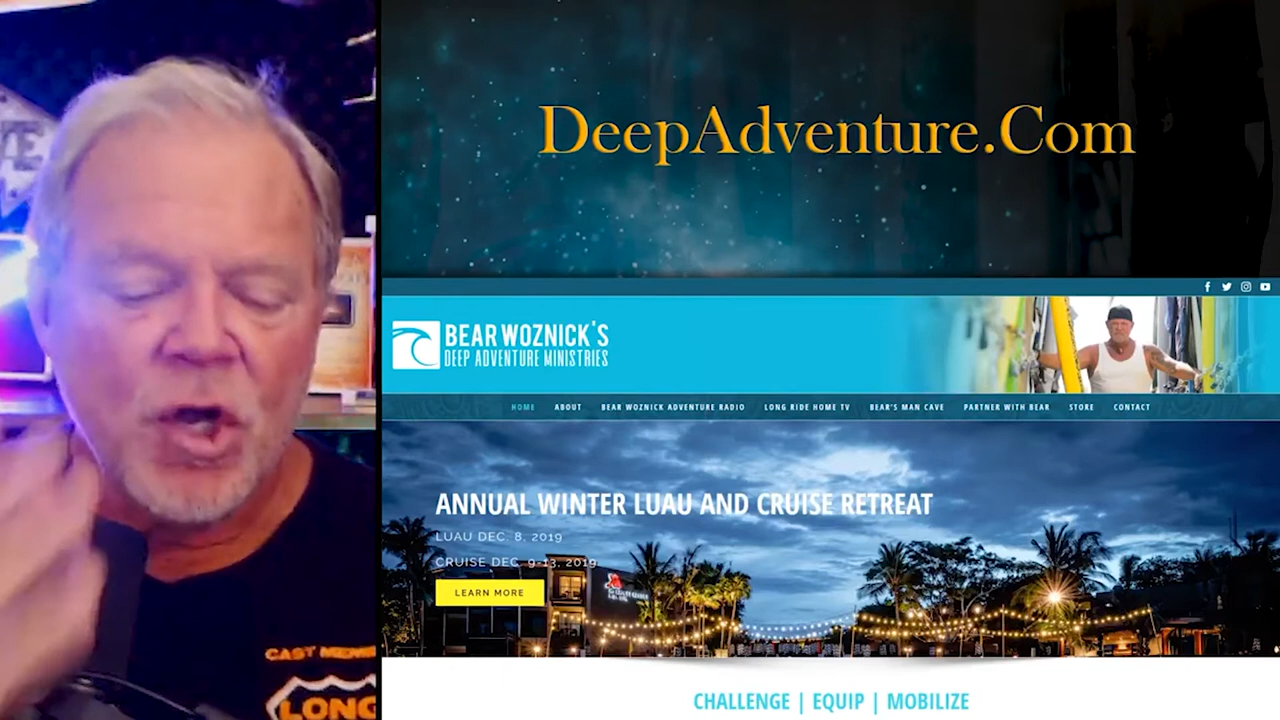 DeepAdventure.Com
BEAR WOZNICK'S
DEEP ADVENTURE MINISTRIES
HOME ABOUT BEAR WOZNICK ADVENTURE RADIO LONG RIDE HOME TV BEAR'S MAN CAVE PARTNER WITH BEAR STORE CONTACT
ANNUAL WINTER LUAU AND CRUISE RETREAT
LUAU DEC. 8, 2019
CRUISE DEC. 9-13, 2019
LEARN MORE
CHALLENGE | EQUIP | MOBILIZE
CAST MEMBE
LONG